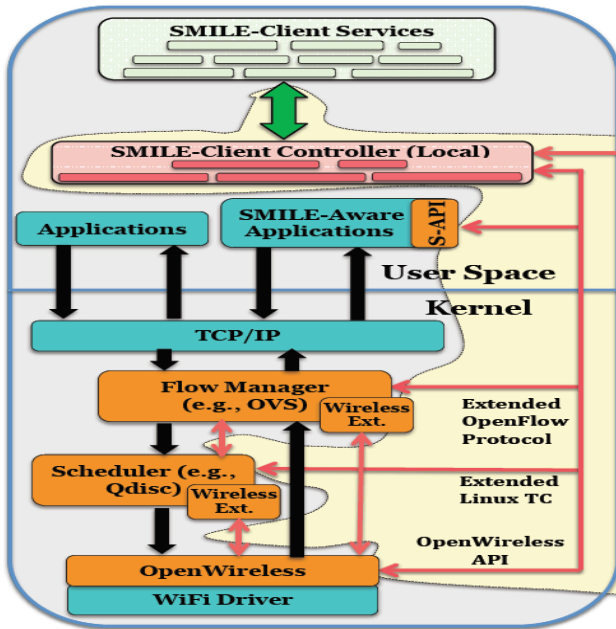 SMILE-Client Services
SMILE-Client Controller (Local)
Applications
SMILE-Aware
Applications
S-API
User Space
Kernel
TCP/IP
Flow Manager
(e.g., OVS)
Wireless
Ext.
Extended
OpenFlow
Protocol
Scheduler (e.g.,
Qdisc)
Wireless
Ext.
Extended
Linux TC
OpenWireless
API
OpenWireless
WiFi Driver